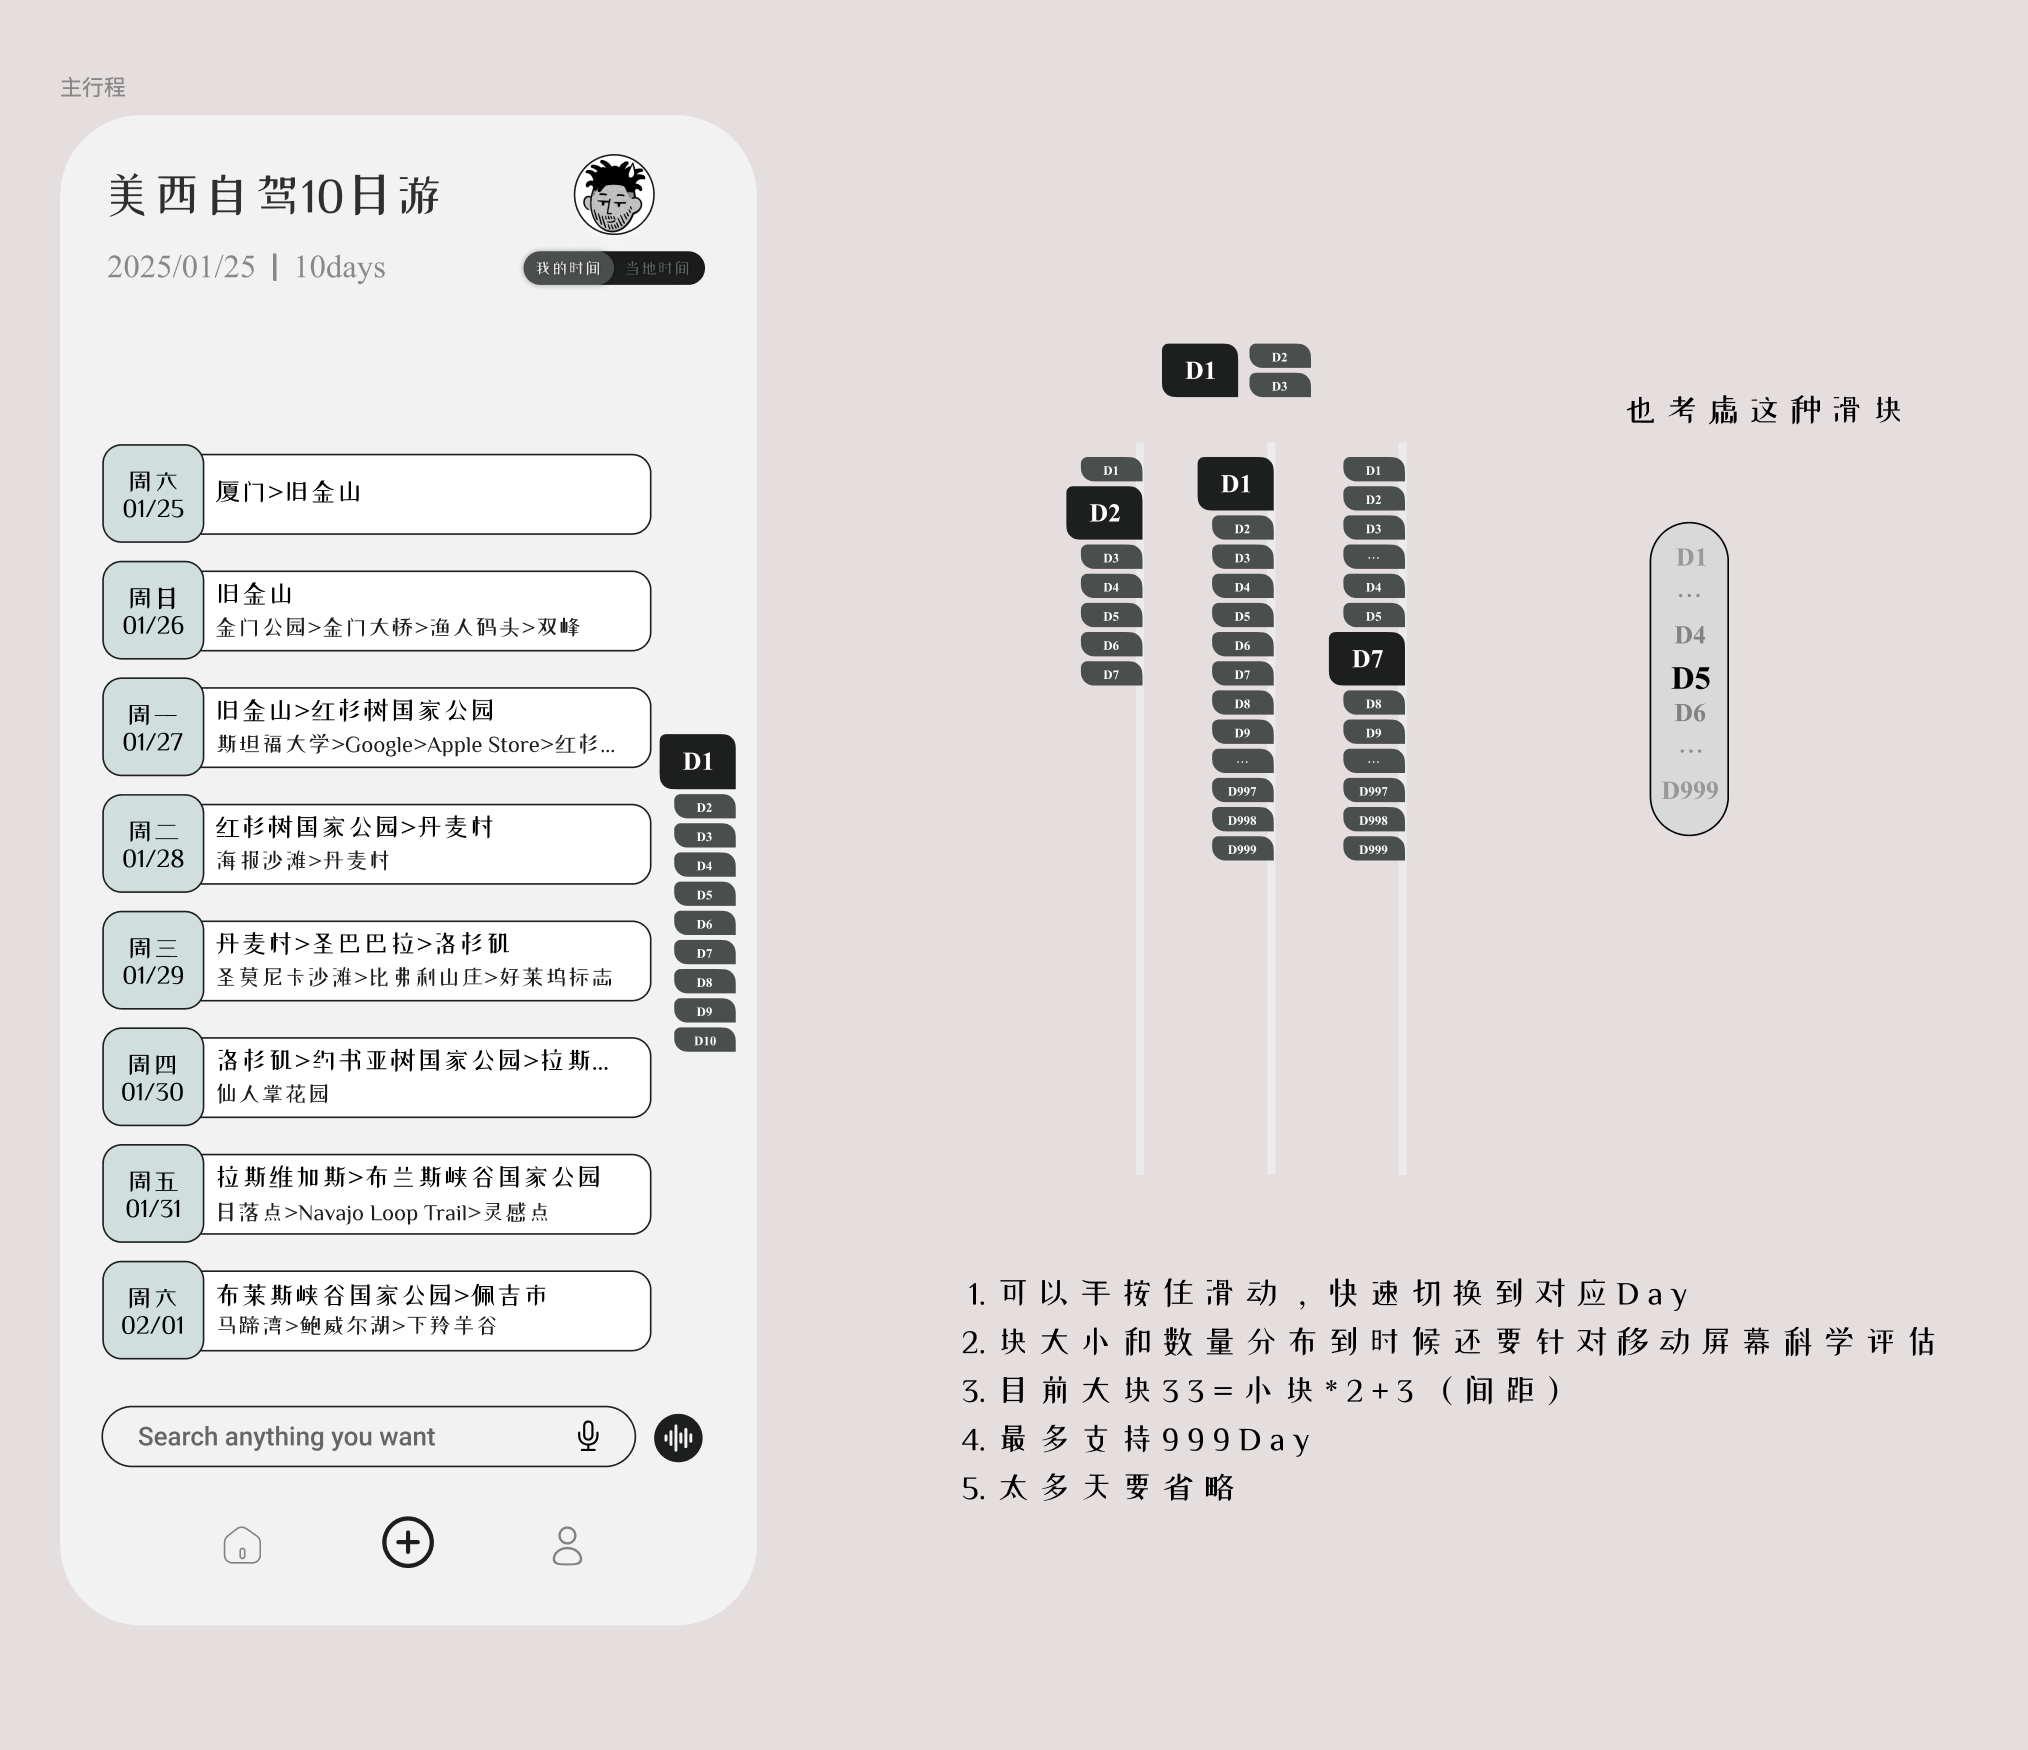 主行程
美西自驾10日游
2025/01/25 | 10days
我的时间 当地时间
周六
01/25
厦门>旧金山
周日
01/26
旧金山
金门公园>金门大桥>渔人码头>双峰
周一
01/27
旧金山>红杉树国家公园
斯坦福大学>Google>Apple Store>红杉...
周二
01/28
红杉树国家公园>丹麦村
海报沙滩>丹麦村
周三
01/29
丹麦村>圣巴巴拉>洛杉矶
圣莫尼卡沙滩>比弗利山庄>好莱坞标志
周四
01/30
洛杉矶>约书亚树国家公园>拉斯...
仙人掌花园
周五
01/31
拉斯维加斯>布兰斯峡谷国家公园
日落点>Navajo Loop Trail>灵感点
周六
02/01
布莱斯峡谷国家公园>佩吉市
马蹄湾>鲍威尔湖>下羚羊谷
D1
D2
D3
D4
D5
D6
D7
D8
D9
D10
Search anything you want
D1
D2
D3
D1
D2
D3
D4
D5
D6
D7
D1
D2
D3
D4
D5
D6
D7
D8
D9
...
D997
D998
D999
D1
D2
D3
...
D4
D5
D7
D8
D9
...
D997
D998
D999
也考虑这种滑块
D1
...
D4
D5
D6
...
D999
1. 可以手按住滑动，快速切换到对应Day
2. 块大小和数量分布到时候还要针对移动屏幕科学评估
3. 目前大块33=小块*2+3（间距）
4. 最多支持999Day
5. 太多天要省略